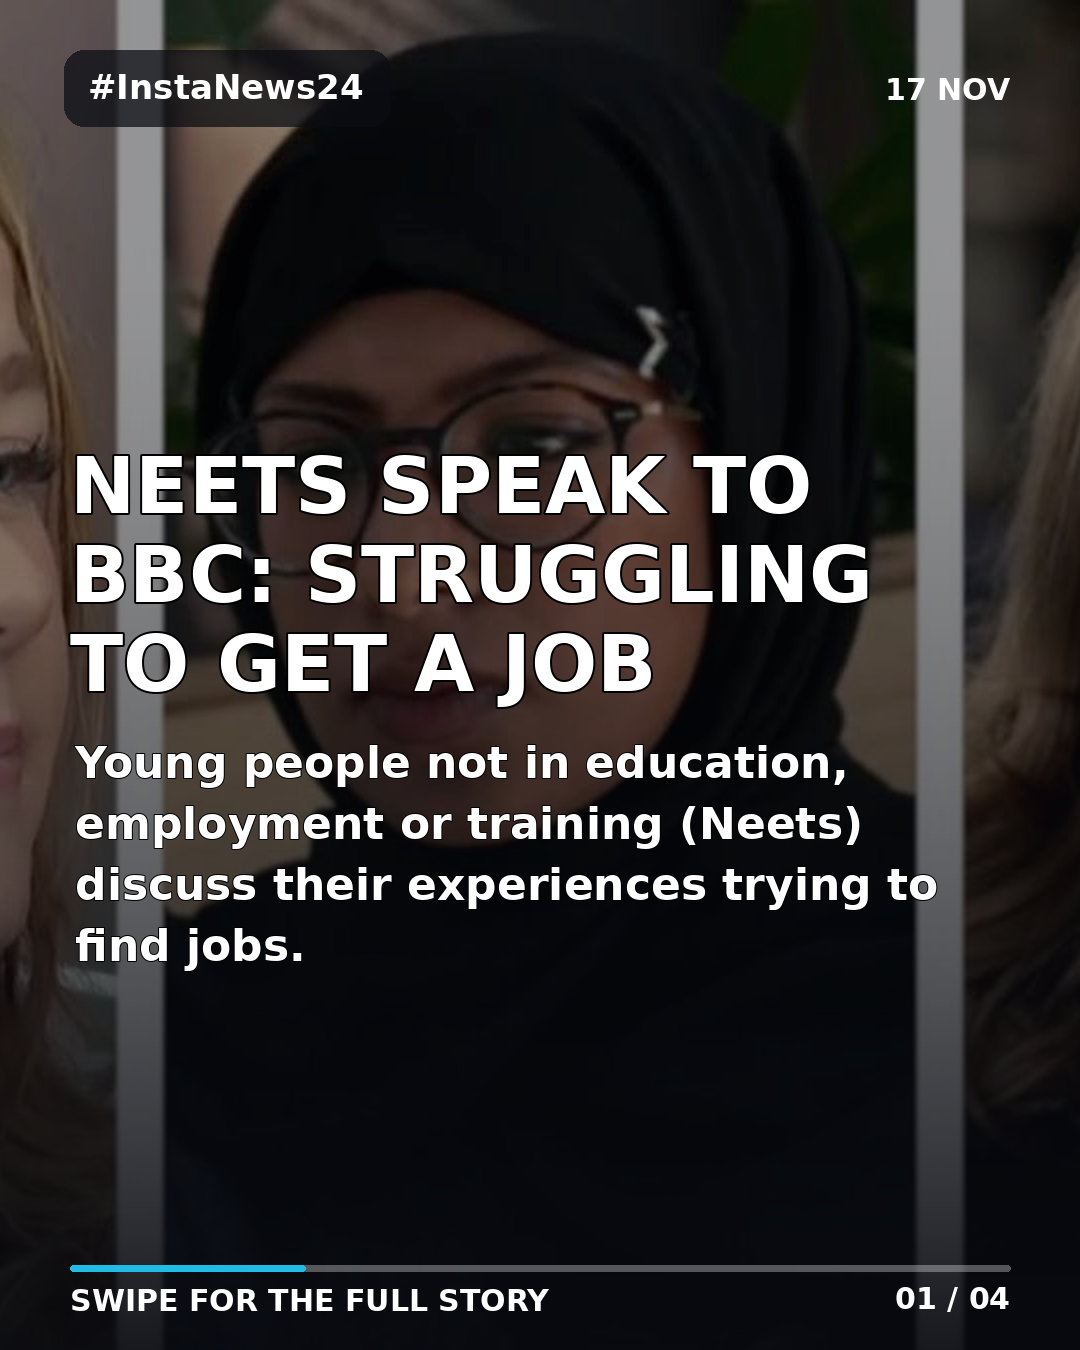 #InstaNews24
17 NOV
NEETS SPEAK TO
BBC: STRUGGLING
TO GET A JOB
Young people not in education,
employment or training (Neets)
discuss their experiences trying to
find jobs.
SWIPE FOR THE FULL STORY
01 / 04